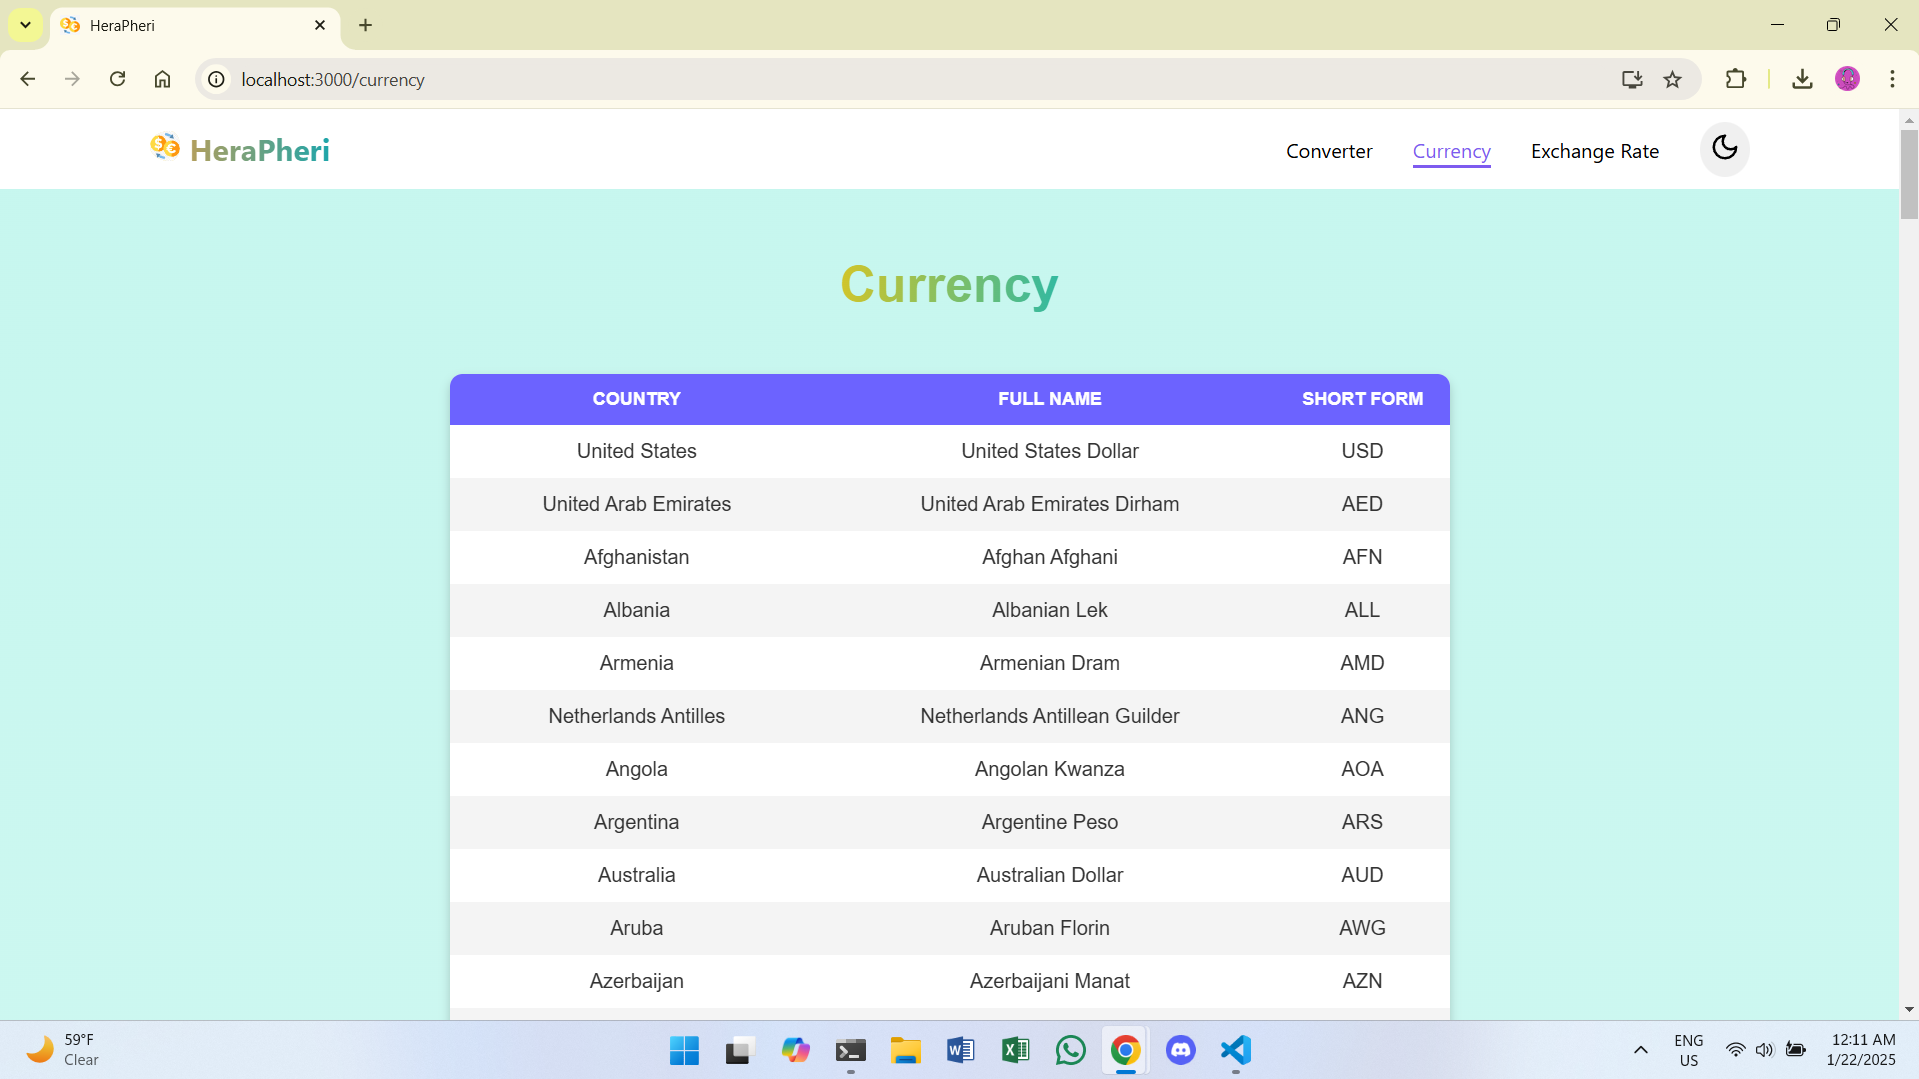 HeraPheri
localhost:3000/currency
HeraPheri
Converter Currency Exchange Rate
Currency
COUNTRY FULL NAME SHORT FORM
United States United States Dollar USD
United Arab Emirates United Arab Emirates Dirham AED
Afghanistan Afghan Afghani AFN
Albania Albanian Lek ALL
Armenia Armenian Dram AMD
Netherlands Antilles Netherlands Antillean Guilder ANG
Angola Angolan Kwanza AOA
Argentina Argentine Peso ARS
Australia Australian Dollar AUD
Aruba Aruban Florin AWG
Azerbaijan Azerbaijani Manat AZN
59°F
Clear
ENG
US
12:11 AM
1/22/2025